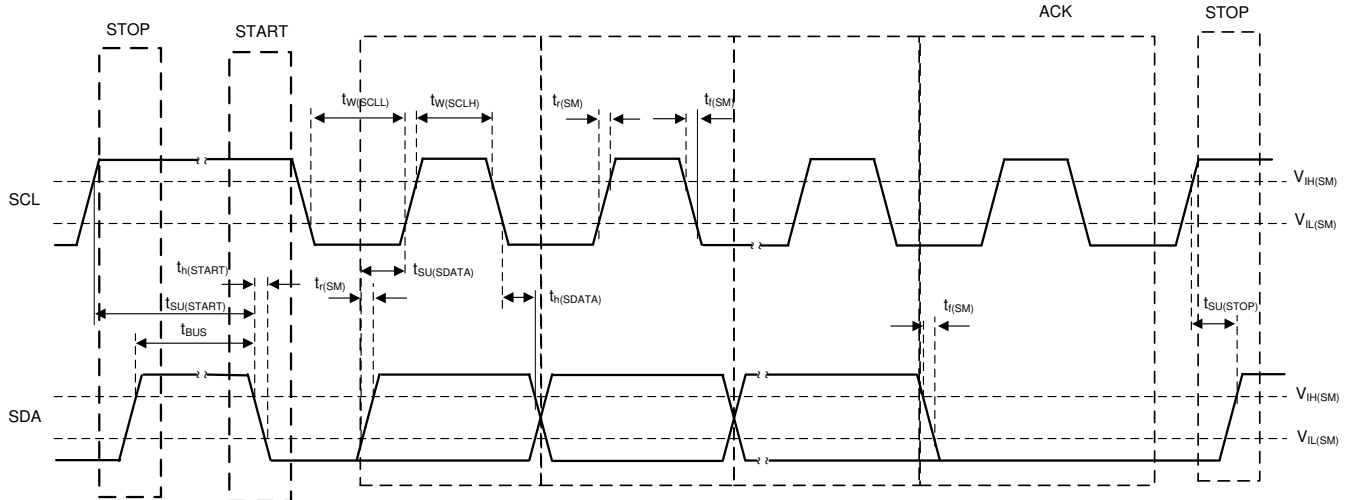 STOP START ACK STOP
tW(SCLL) tW(SCLH) tr(SM) tf(SM)
SCL
VIH(SM)
VIL(SM)
th(START) tSU(SDATA)
tr(SM) th(SDATA)
tSU(START) tf(SM) tSU(STOP)
tBUS
SDA
VIH(SM)
VIL(SM)